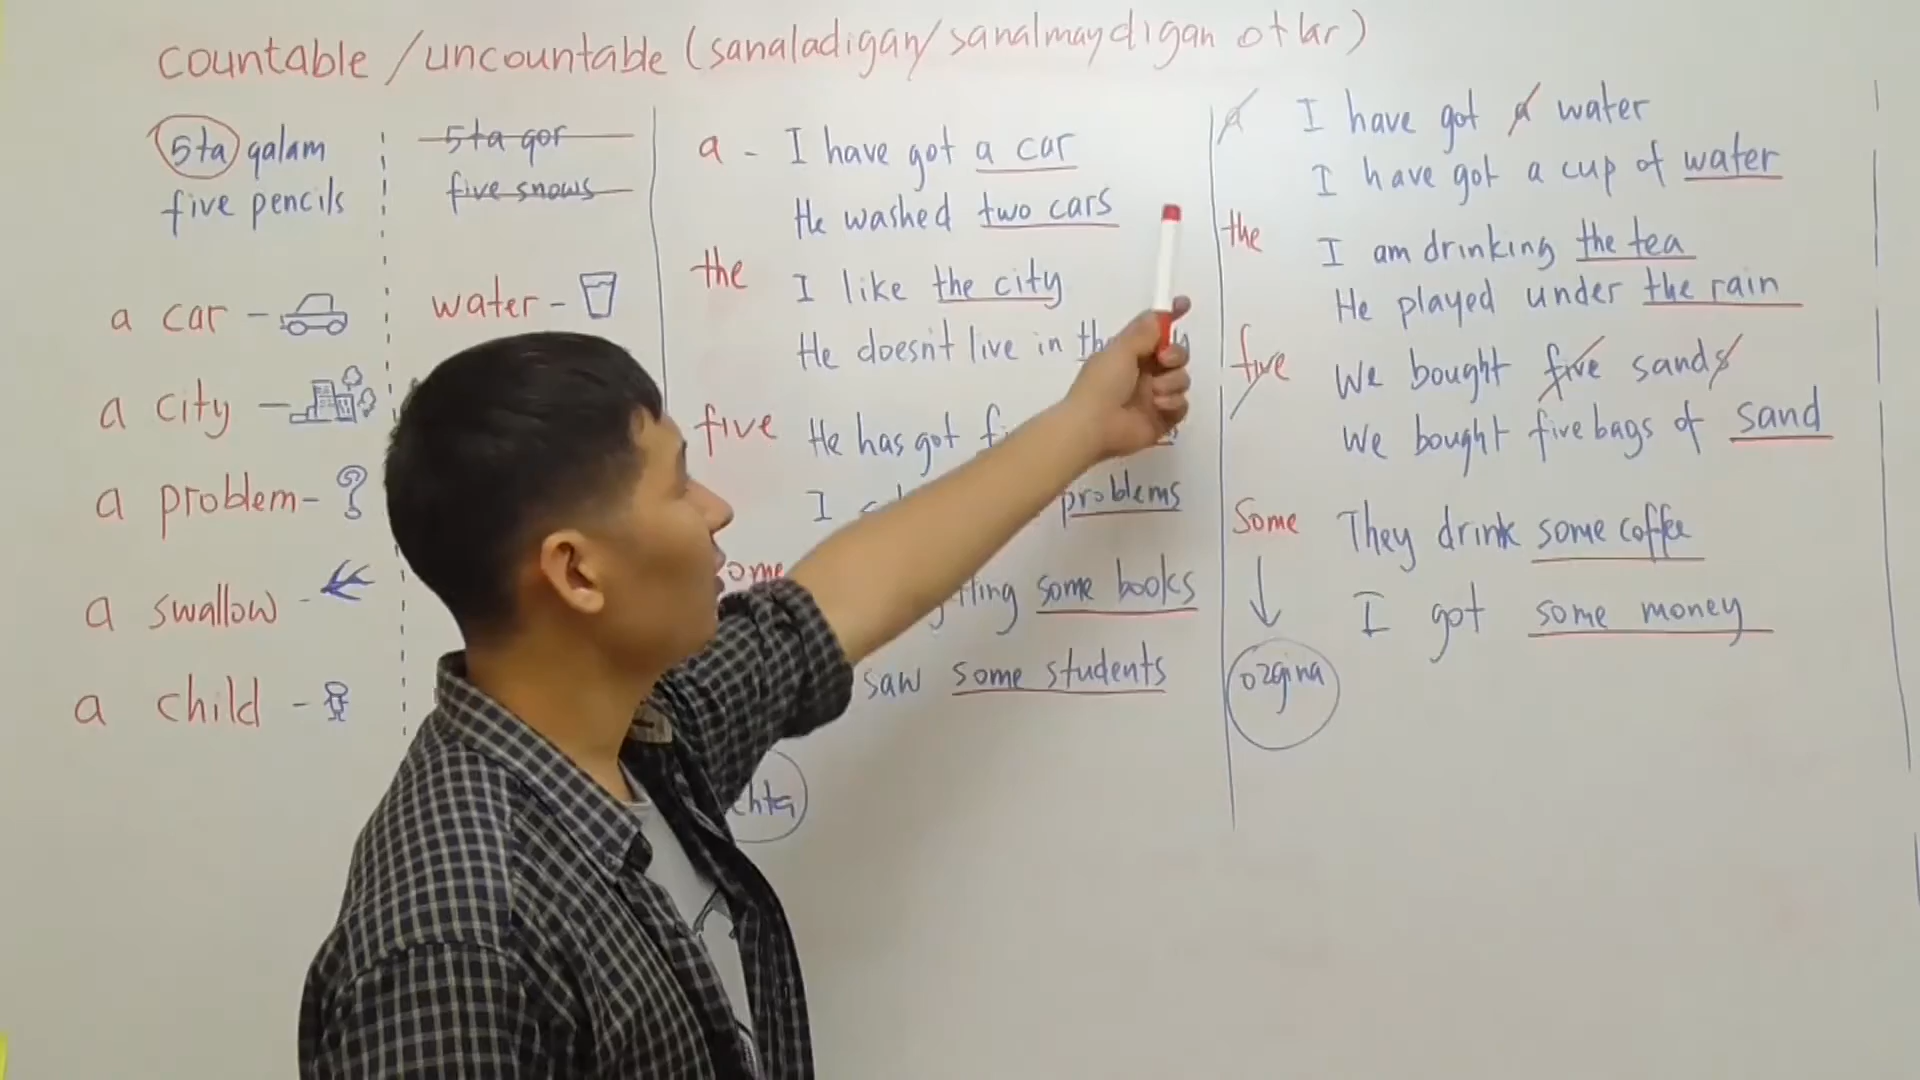 countable /uncountable (sanaladigan/sanalmaydigan otlar)
5ta qalam
five pencils
a car -
a city -
a problem-
a swallow -
a child -
5ta qor
five snows
water -
a - I have got a car
He washed two cars
the I like the city
He doesn't live in
five He has got
I problems
some books
saw some students
a I have got a water
I have got a cup of water
the I am drinking the tea
He played under the rain
five We bought five sands
We bought five bags of sand
Some They drink some coffee
I got some money
ozgina